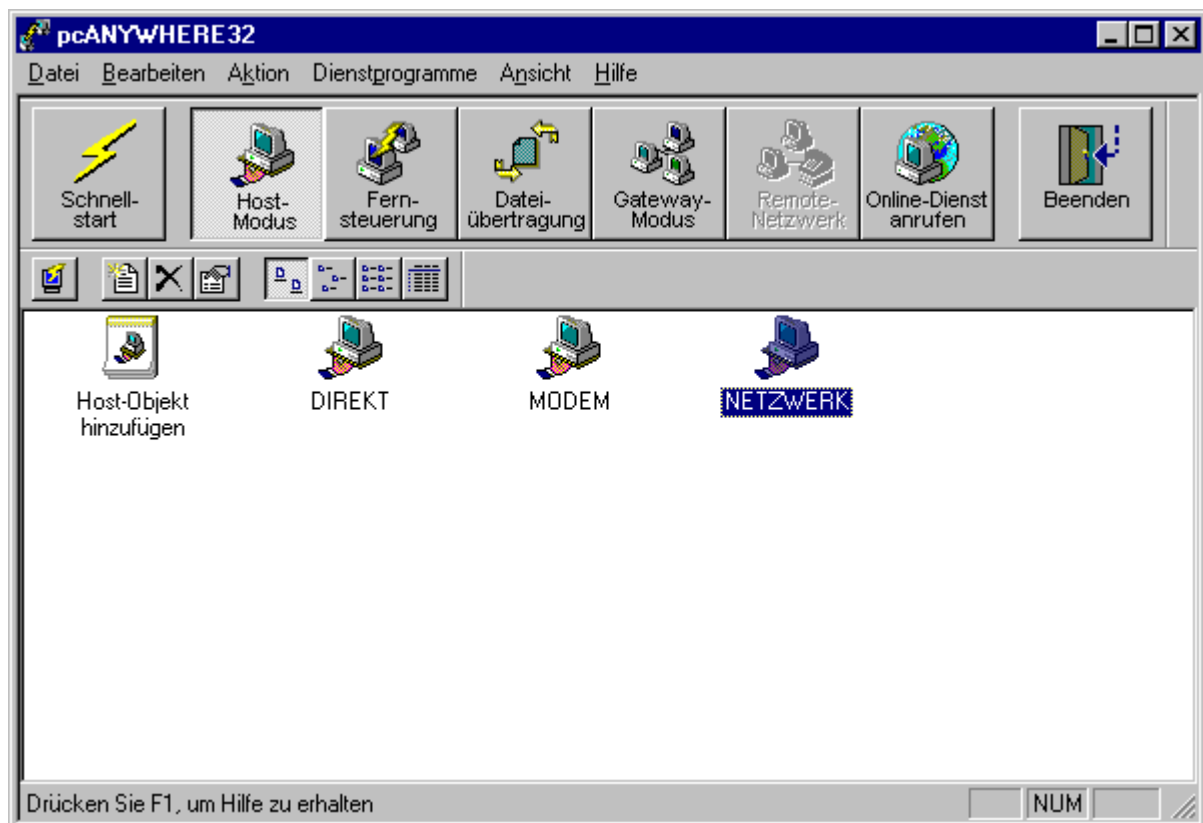 pcANYWHERE32
Datei Bearbeiten Aktion Dienstprogramme Ansicht Hilfe
Schnell-
start
Host-
Modus
Fern-
steuerung
Datei-
übertragung
Gateway-
Modus
Remote-
Netzwerk
Online-Dienst
anrufen
Beenden
Host-Objekt
hinzufügen
DIREKT
MODEM
NETZWERK
Drücken Sie F1, um Hilfe zu erhalten
NUM